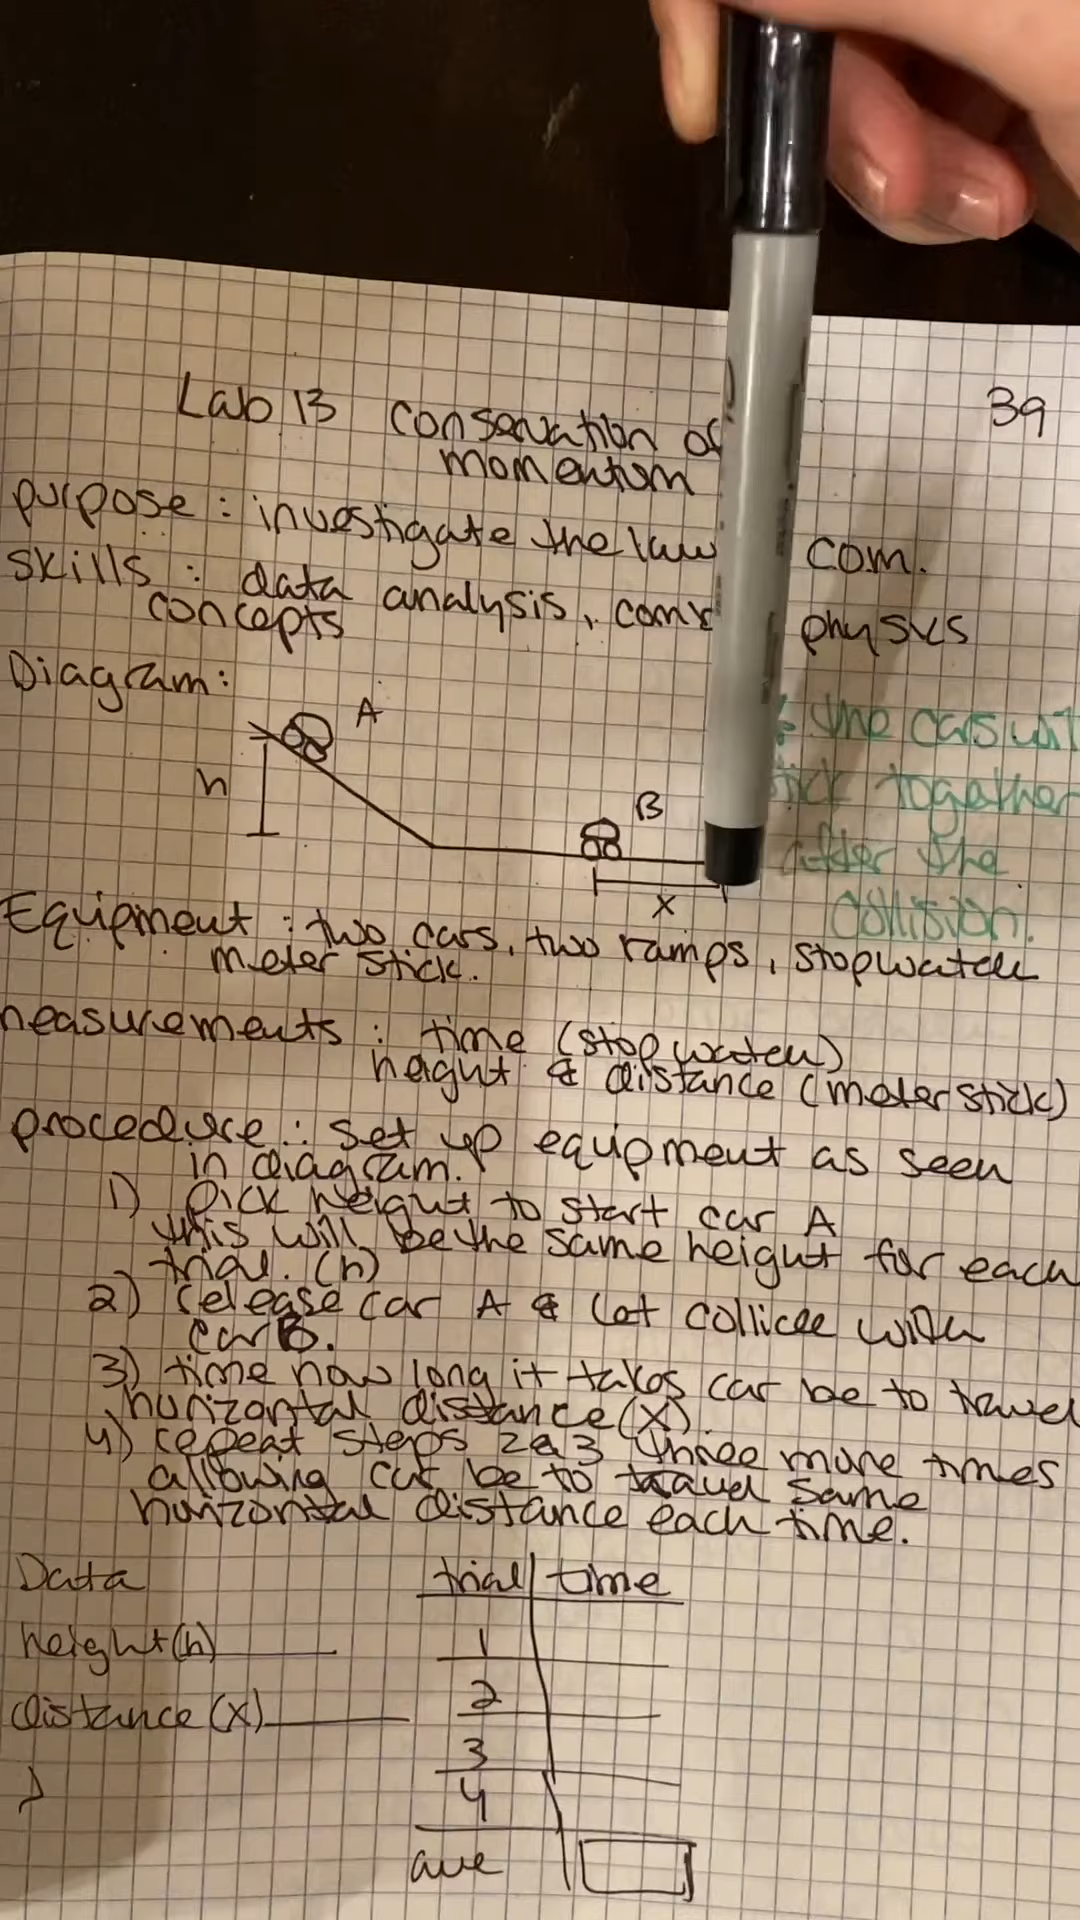 Lab 13 conservation of 39
momentum
purpose : investigate the law com.
skills : data analysis, physics
concepts
Diagram:
A
h
B
x
the cars will
stick together
after the
collision.
Equipment : two cars, two ramps, stopwatch
meter stick.
measurements : time (stopwatch)
height & distance (meter stick)
procedure : set up equipment as seen
in diagram.
1) pick height to start car A
this will be the same height for each
trial. (h)
2) release car A & let collide with
car B.
3) time how long it takes car be to travel
horizontal distance (x).
4) repeat steps 2&3 three more times
allowing car be to travel same
horizontal distance each time.
Data trial time
height (h) 1
distance (x) 2
3
4
ave